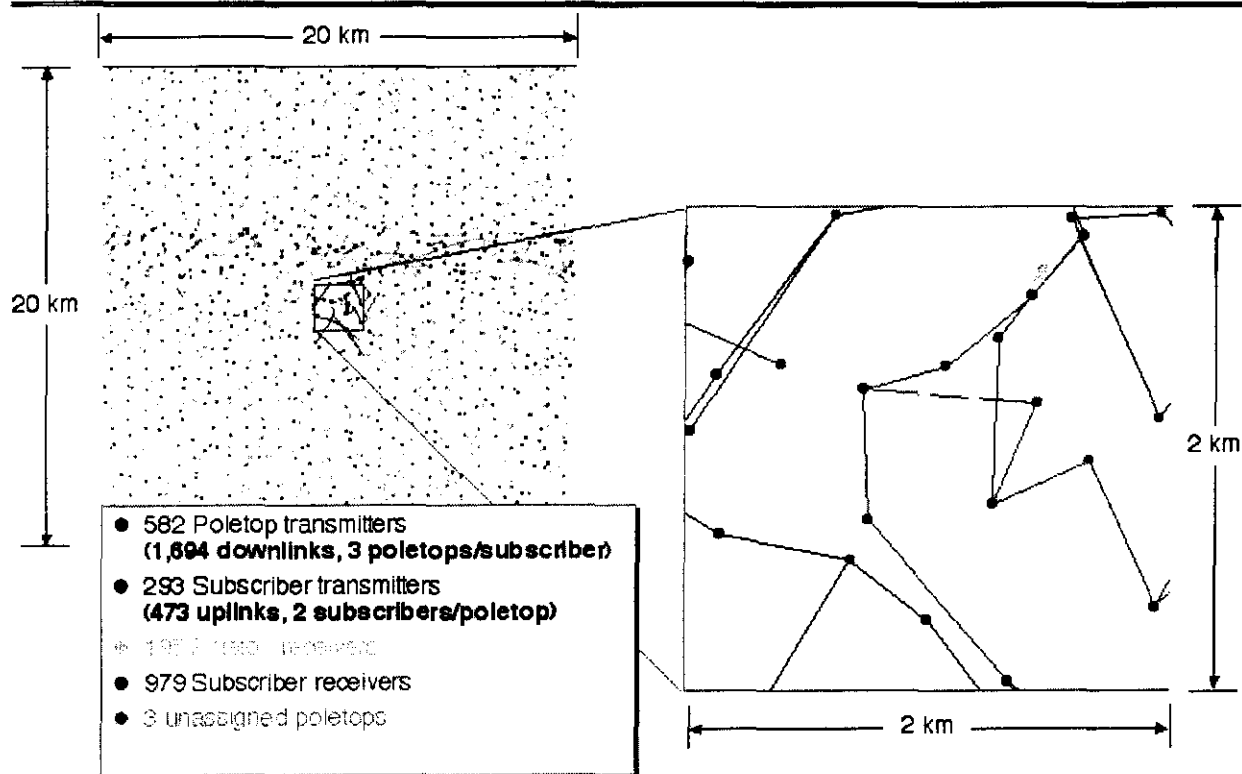 20 km
20 km
582 Poletop transmitters
(1,694 downlinks, 3 poletops/subscriber)
293 Subscriber transmitters
(473 uplinks, 2 subscribers/poletop)
receivers
979 Subscriber receivers
3 unassigned poletops
2 km
2 km